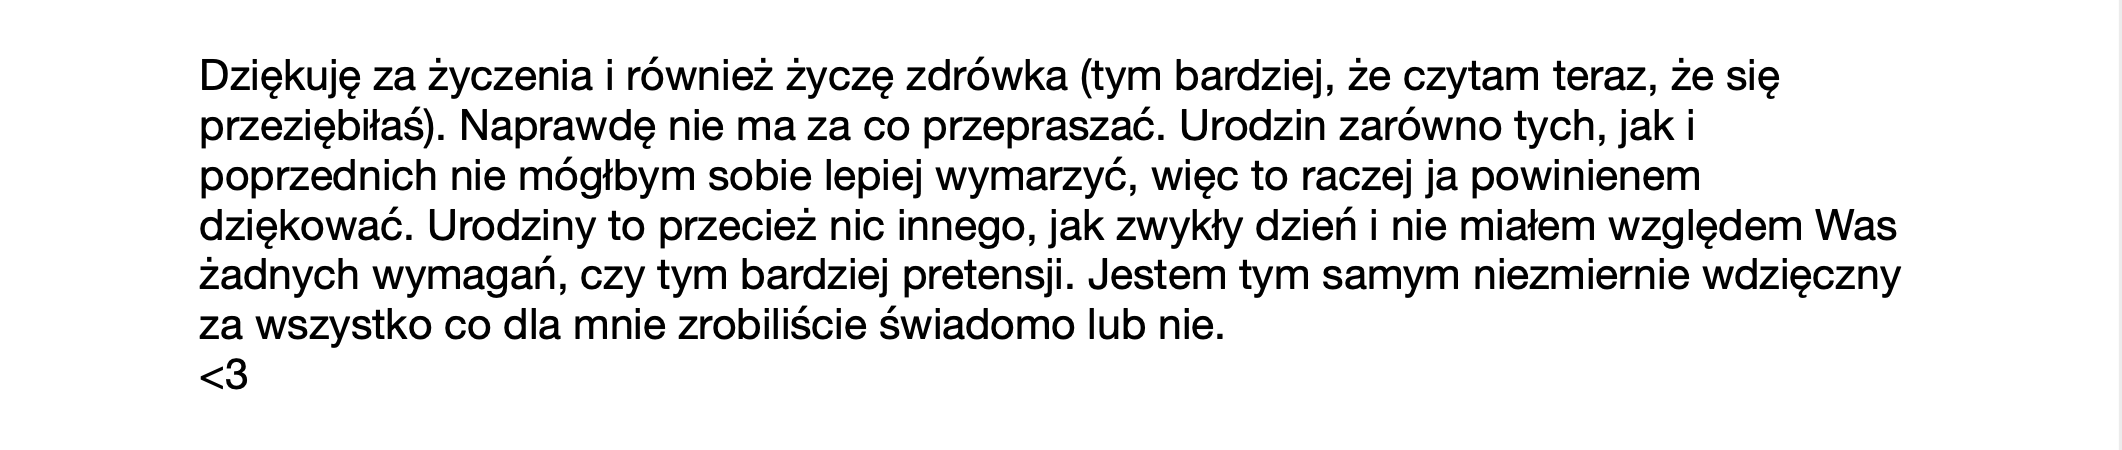 Dziękuję za życzenia i również życzę zdrówka (tym bardziej, że czytam teraz, że się
przeziębiłaś). Naprawdę nie ma za co przepraszać. Urodzin zarówno tych, jak i
poprzednich nie mógłbym sobie lepiej wymarzyć, więc to raczej ja powinienem
dziękować. Urodziny to przecież nic innego, jak zwykły dzień i nie miałem względem Was
żadnych wymagań, czy tym bardziej pretensji. Jestem tym samym niezmiernie wdzięczny
za wszystko co dla mnie zrobiliście świadomo lub nie.
<3